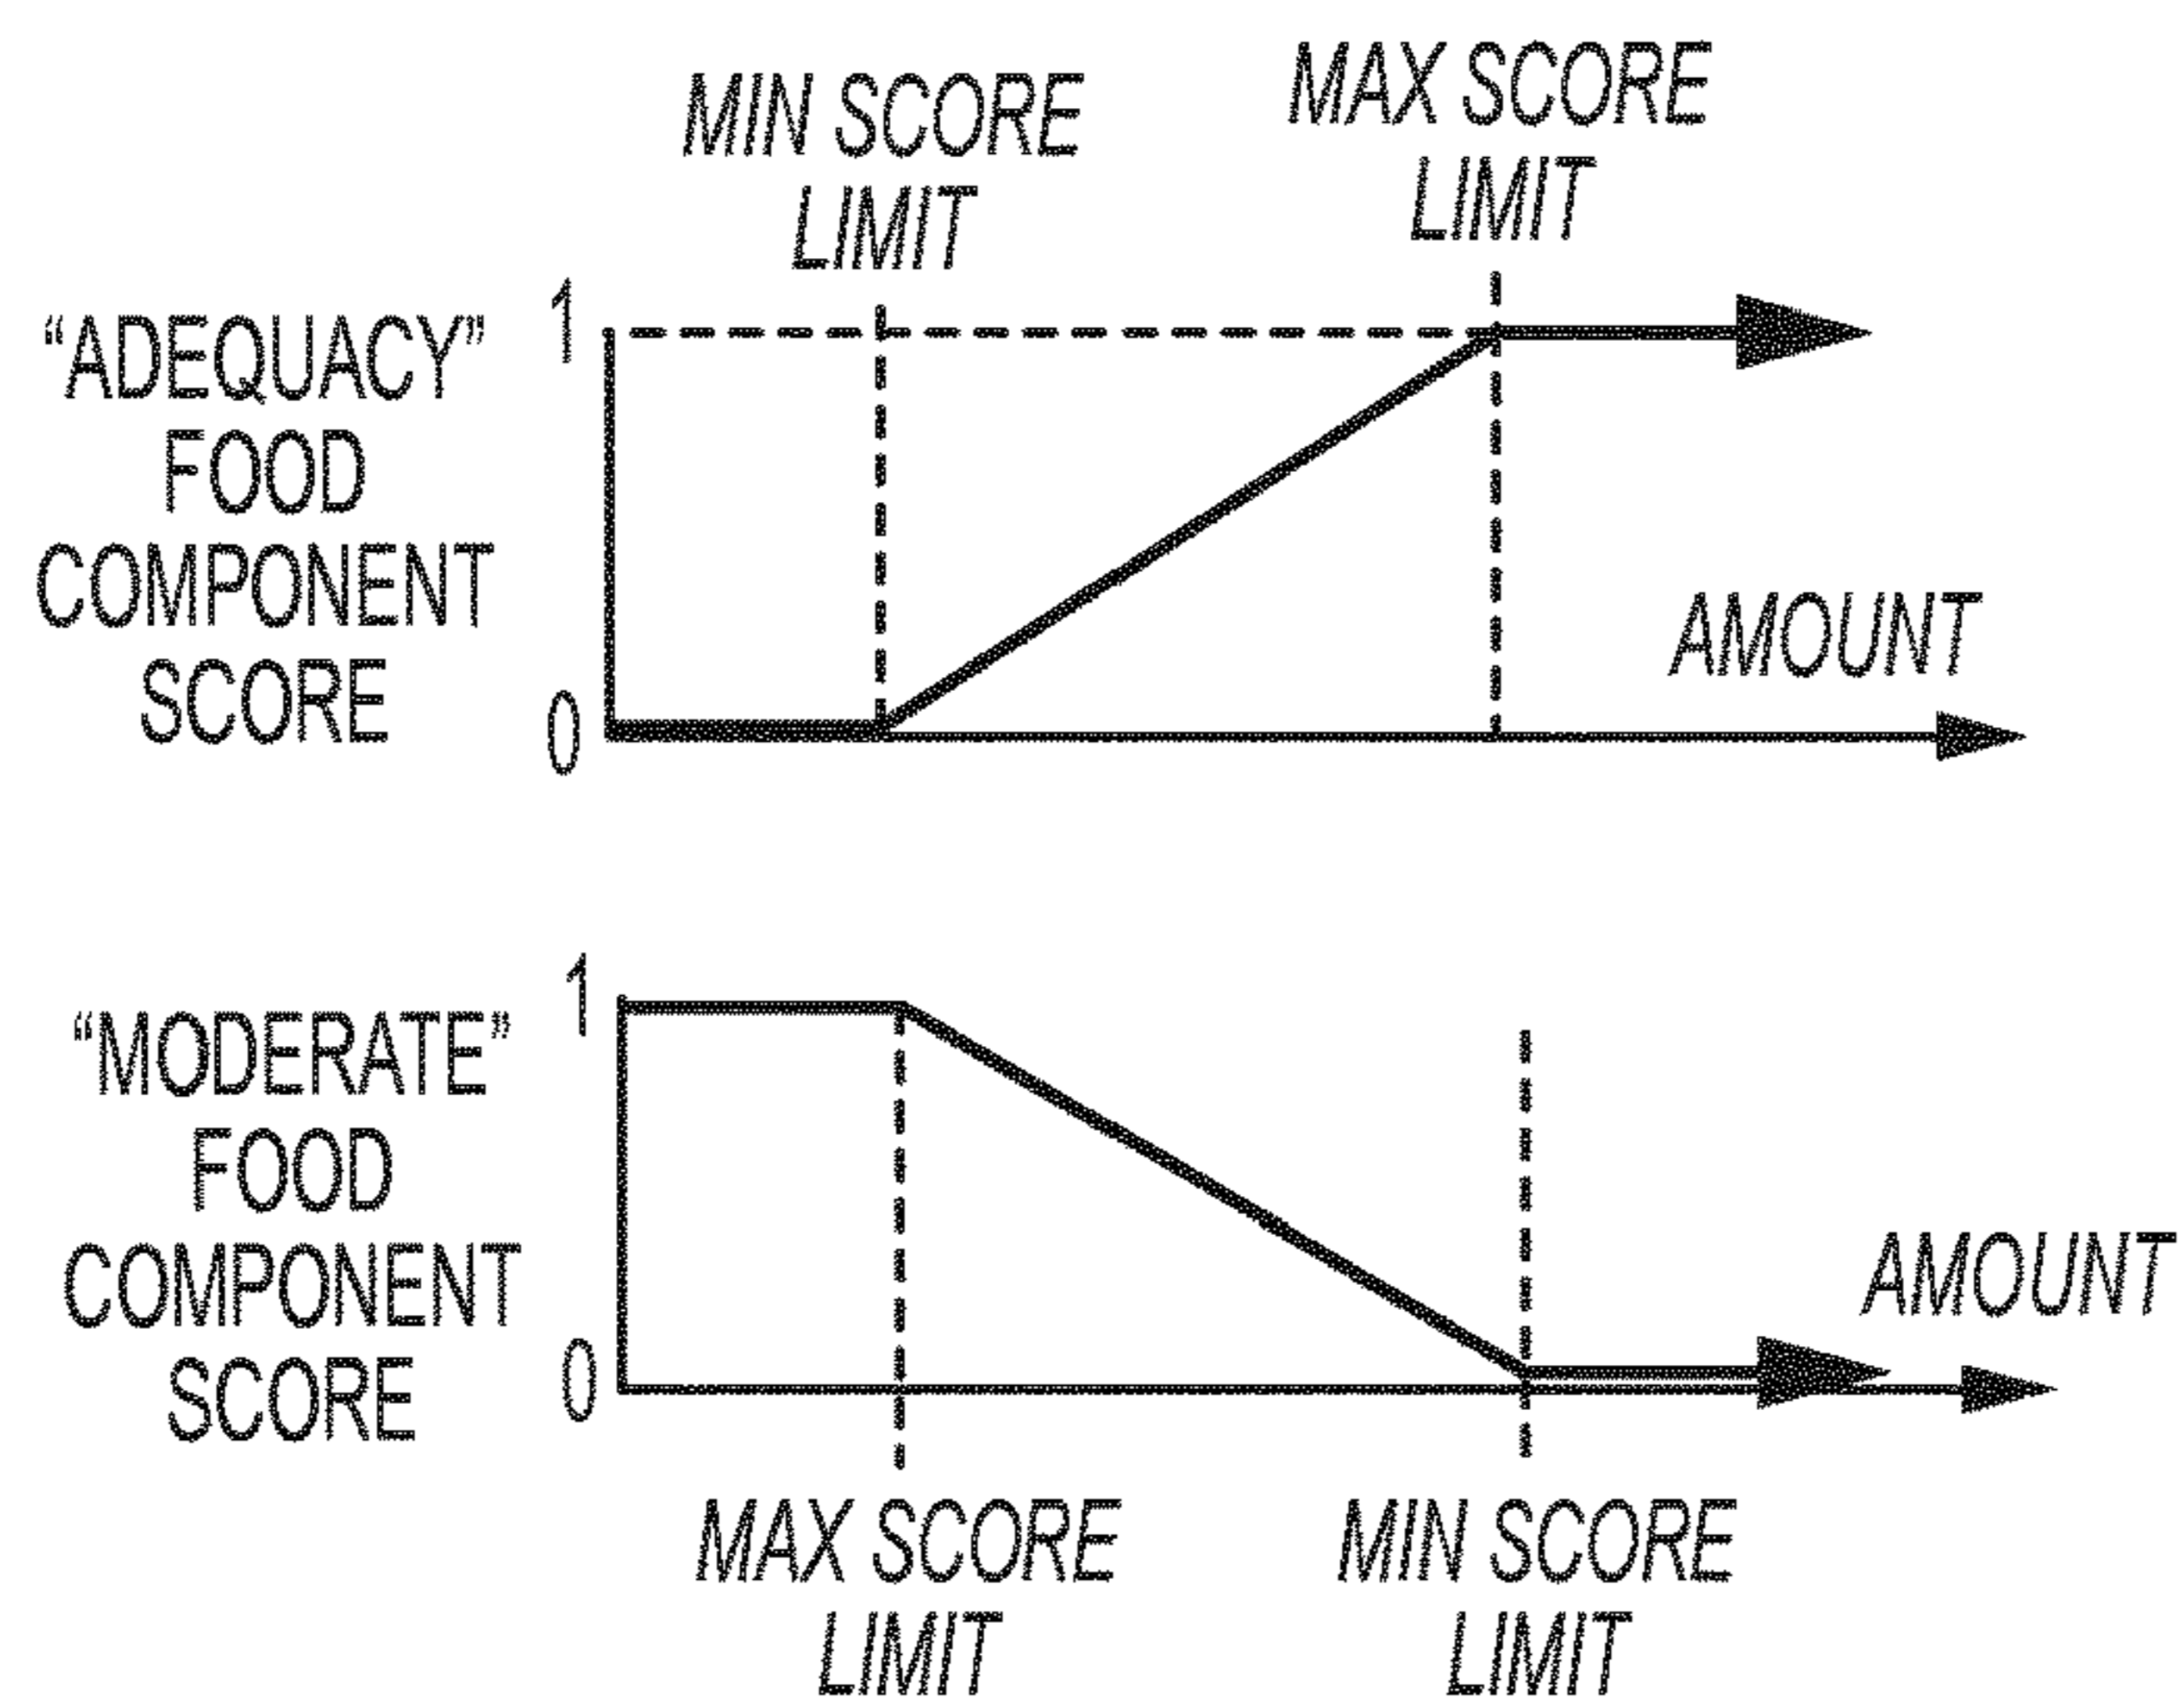 MIN SCORE
LIMIT
MAX SCORE
LIMIT
1
“ADEQUACY”
FOOD
COMPONENT
SCORE
0
AMOUNT
1
“MODERATE”
FOOD
COMPONENT
SCORE
0
AMOUNT
MAX SCORE
LIMIT
MIN SCORE
LIMIT